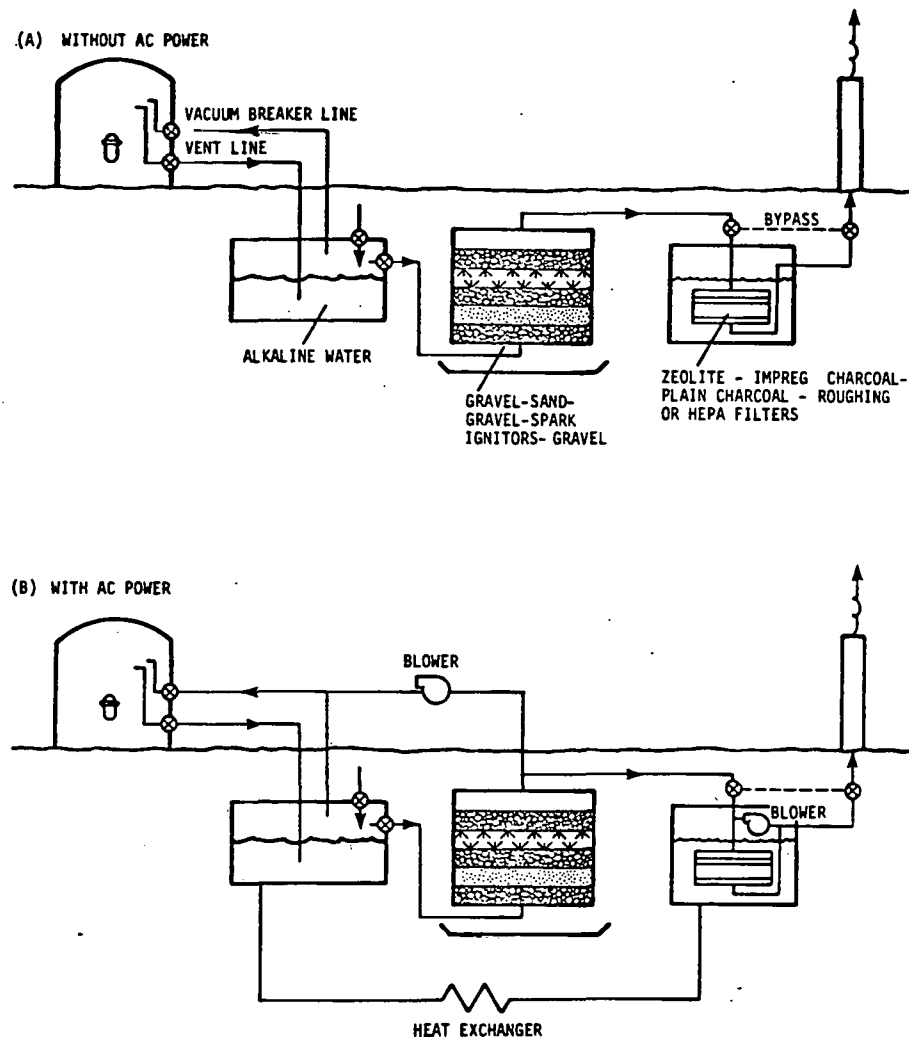 (A) WITHOUT AC POWER
VACUUM BREAKER LINE
VENT LINE
BYPASS
ALKALINE WATER
GRAVEL-SAND-
GRAVEL-SPARK
IGNITORS- GRAVEL
ZEOLITE - IMPREG CHARCOAL-
PLAIN CHARCOAL - ROUGHING
OR HEPA FILTERS
(B) WITH AC POWER
BLOWER
BLOWER
HEAT EXCHANGER